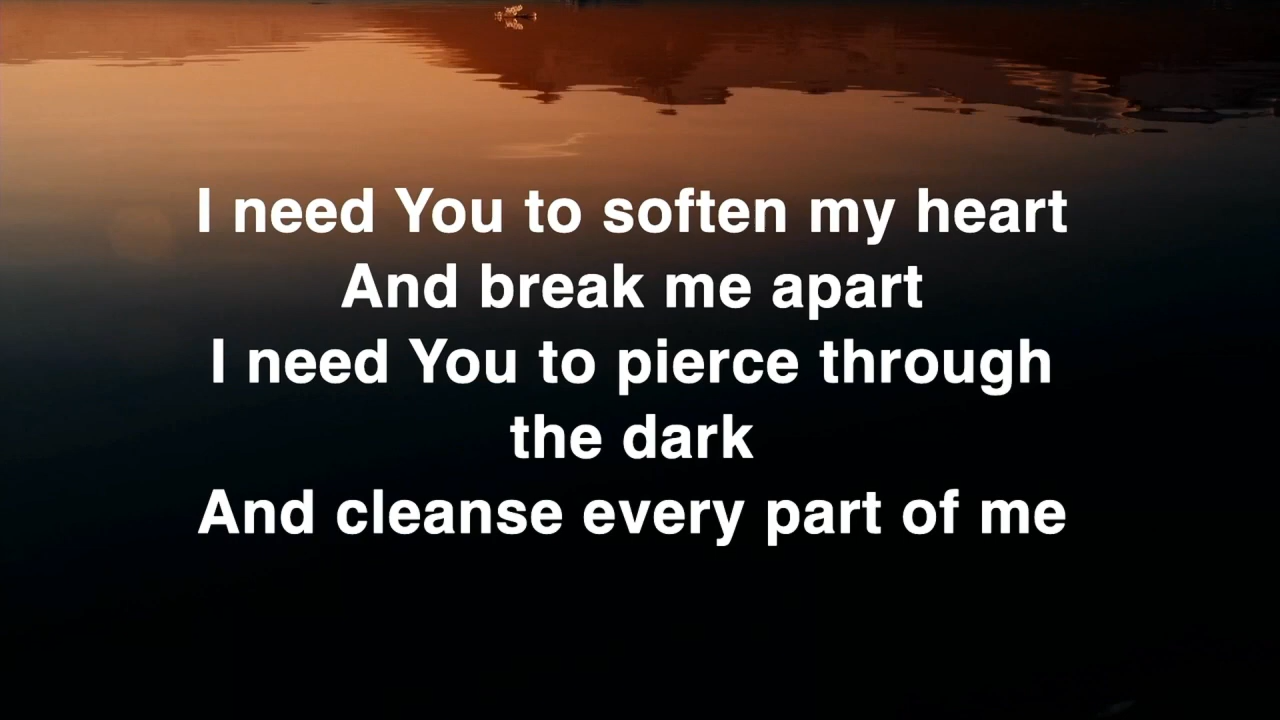 I need You to soften my heart
And break me apart
I need You to pierce through
the dark
And cleanse every part of me